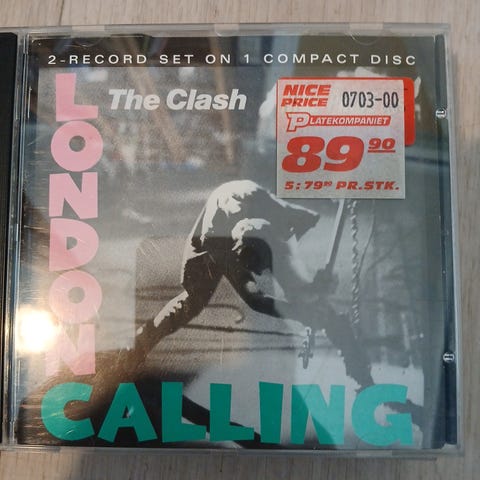 2-RECORD SET ON 1 COMPACT DISC
The Clash
NICE
PRICE 0703-00
PLATEKOMPANIET
89 90
5:79 90 PR.STK.
LONDON
CALLING